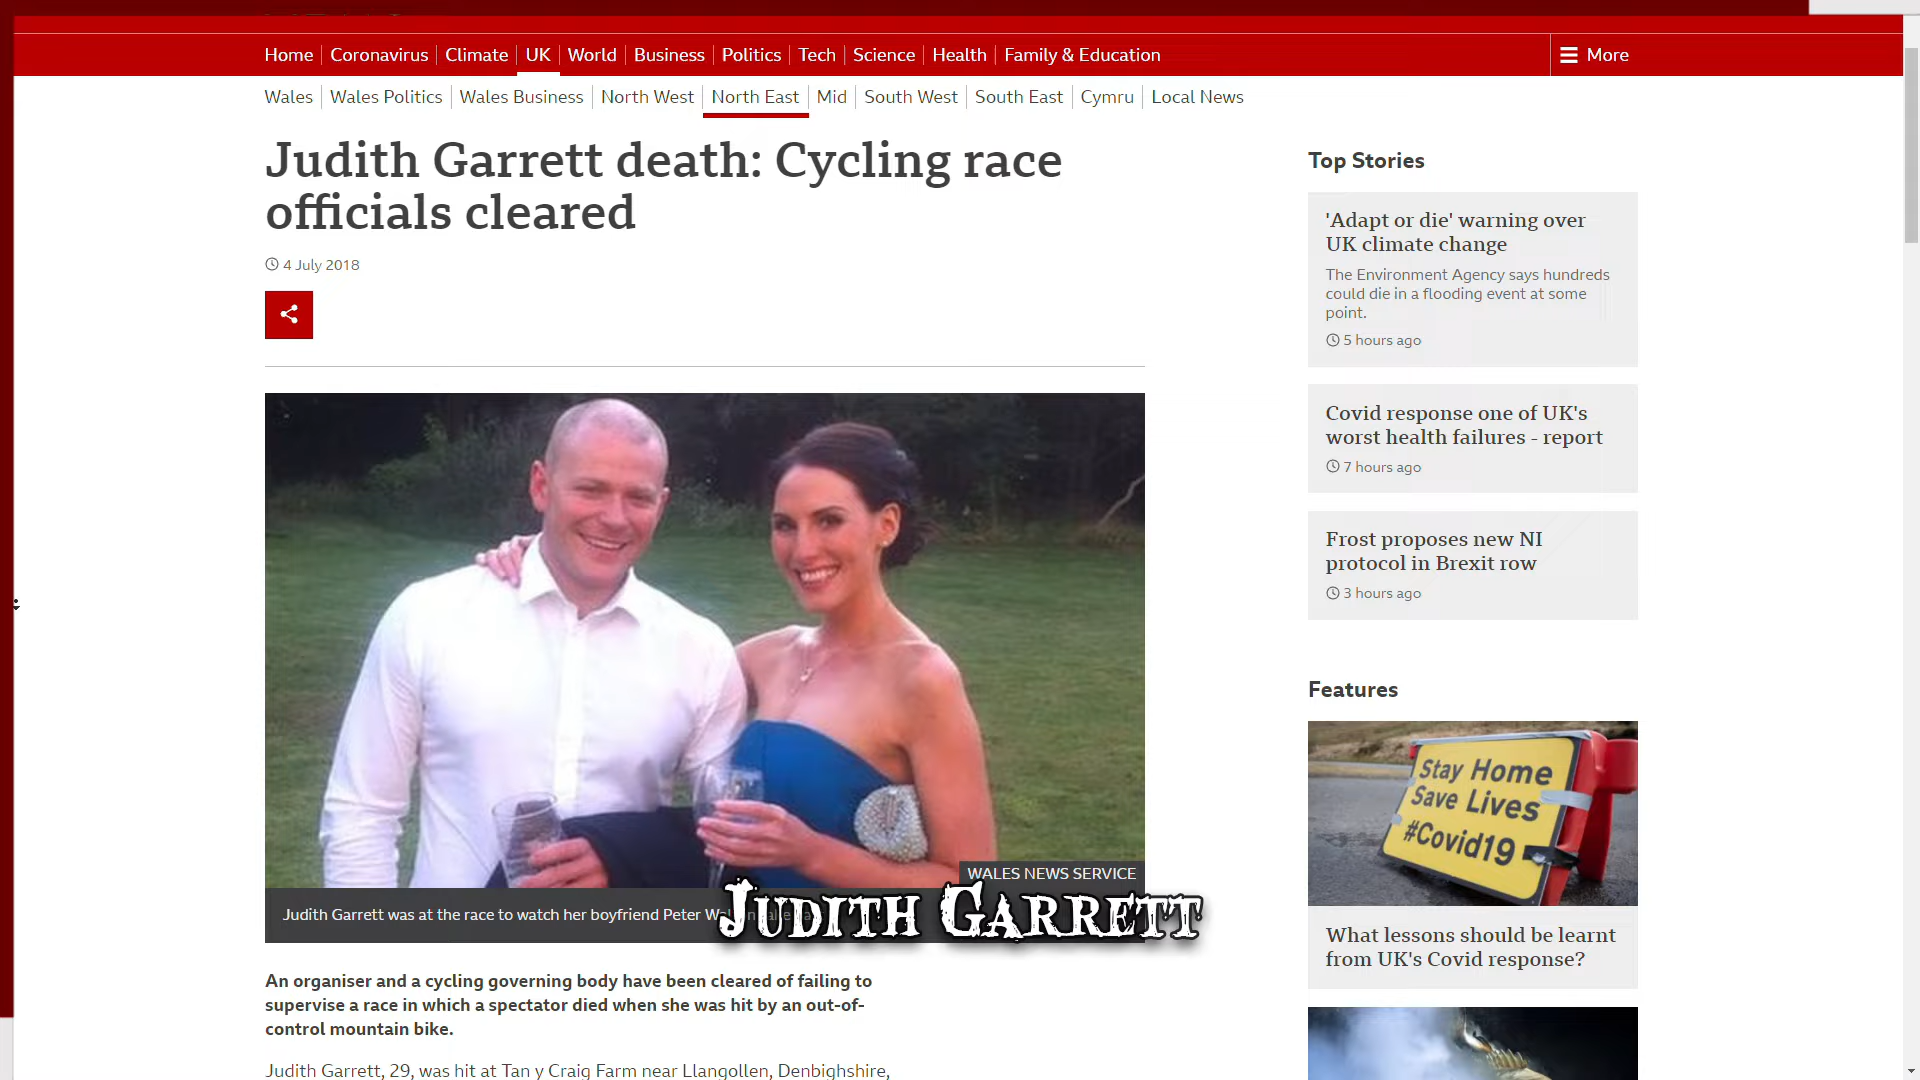 Home Coronavirus Climate UK World Business Politics Tech Science Health Family & Education More
Wales Wales Politics Wales Business North West North East Mid South West South East Cymru Local News
Judith Garrett death: Cycling race
officials cleared
4 July 2018
WALES NEWS SERVICE
Judith Garrett was at the race to watch her boyfriend Peter
JUDITH GARRETT
An organiser and a cycling governing body have been cleared of failing to
supervise a race in which a spectator died when she was hit by an out-of-
control mountain bike.
Judith Garrett, 29, was hit at Tan y Craig Farm near Llangollen, Denbighshire,
Top Stories
'Adapt or die' warning over
UK climate change
The Environment Agency says hundreds
could die in a flooding event at some
point.
5 hours ago
Covid response one of UK's
worst health failures - report
7 hours ago
Frost proposes new NI
protocol in Brexit row
3 hours ago
Features
Stay Home
Save Lives
#Covid19
What lessons should be learnt
from UK's Covid response?